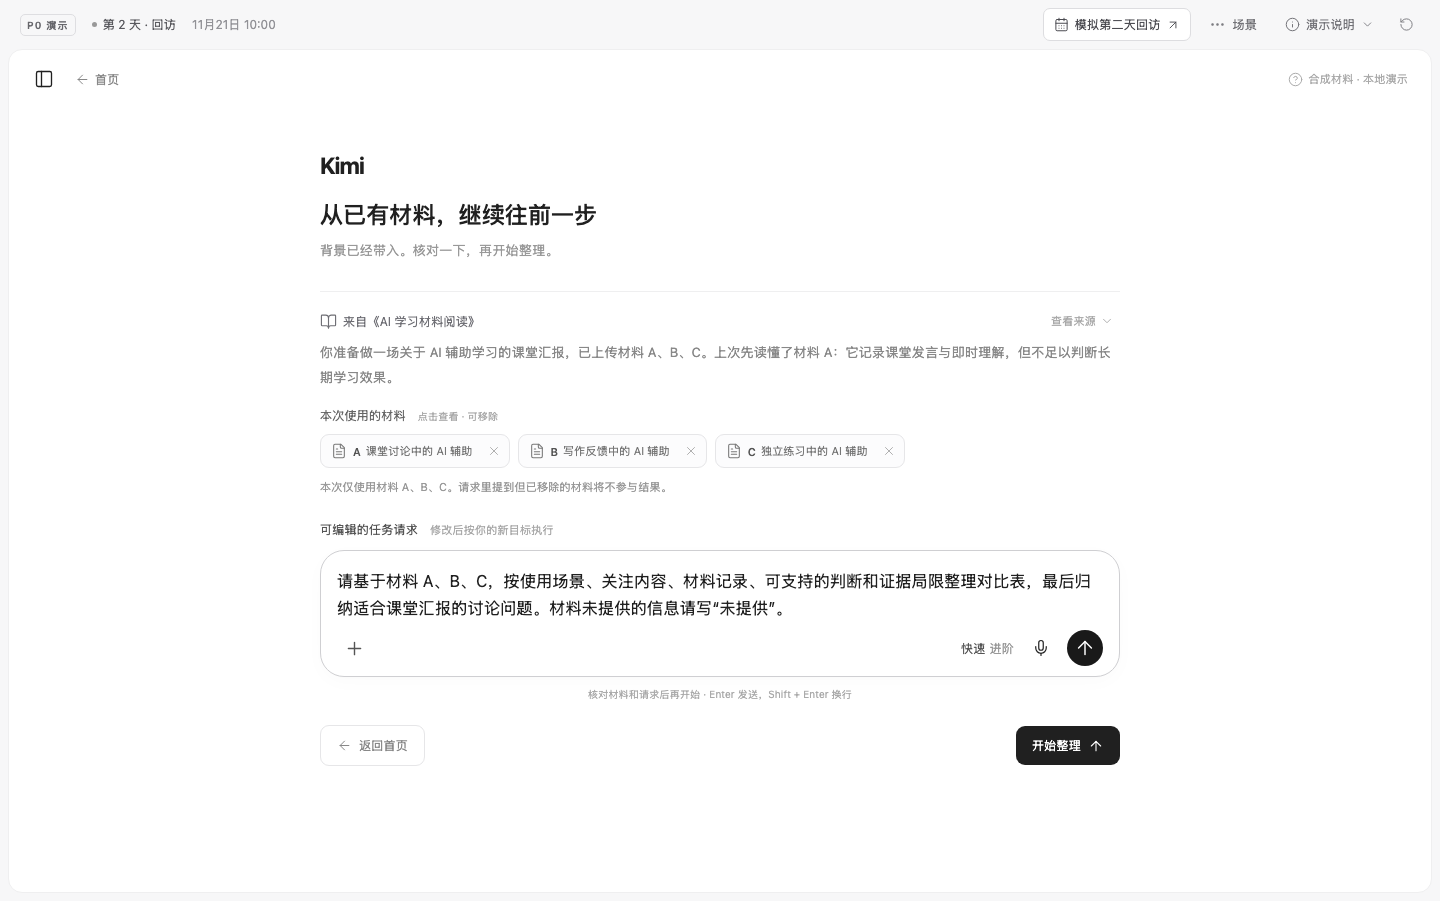 P0 演示 第 2 天 · 回访 11月21日 10:00 模拟第二天回访 场景 演示说明
首页 合成材料 · 本地演示
Kimi
从已有材料，继续往前一步
背景已经带入。核对一下，再开始整理。
来自《AI 学习材料阅读》 查看来源
你准备做一场关于 AI 辅助学习的课堂汇报，已上传材料 A、B、C。上次先读懂了材料 A：它记录课堂发言与即时理解，但不足以判断长
期学习效果。
本次使用的材料 点击查看 · 可移除
A 课堂讨论中的 AI 辅助 B 写作反馈中的 AI 辅助 C 独立练习中的 AI 辅助
本次仅使用材料 A、B、C。请求里提到但已移除的材料将不参与结果。
可编辑的任务请求 修改后按你的新目标执行
请基于材料 A、B、C，按使用场景、关注内容、材料记录、可支持的判断和证据局限整理对比表，最后归
纳适合课堂汇报的讨论问题。材料未提供的信息请写“未提供”。
快速 进阶
核对材料和请求后再开始 · Enter 发送，Shift + Enter 换行
返回首页 开始整理